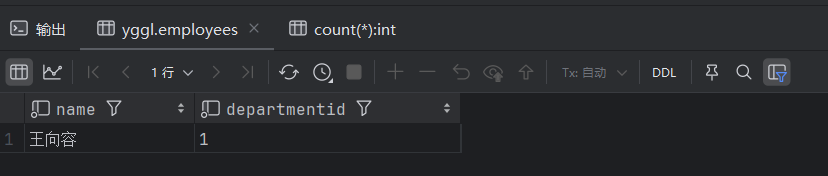 输出 yggl.employees count(*):int
1 行 Tx: 自动 DDL
name departmentid
1 王向容 1